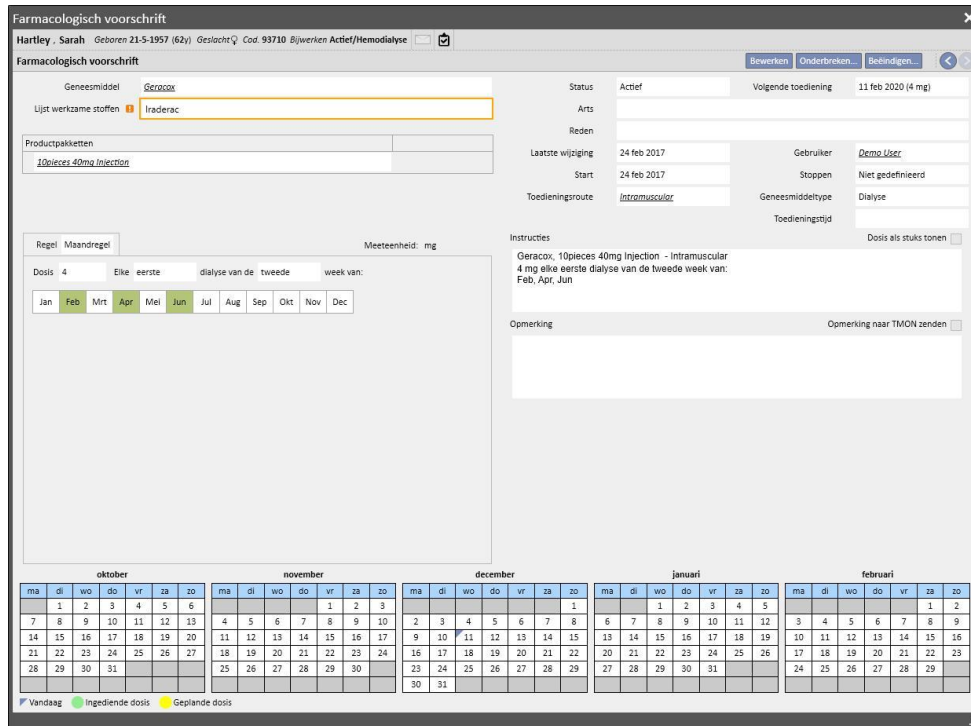 Farmacologisch voorschrift
Hartley , Sarah Geboren 21-5-1957 (62y) Geslacht♀ Cod. 93710 Bijwerken Actief/Hemodialyse
Farmacologisch voorschrift Bewerken Onderbreken... Beëindigen...
Geneesmiddel Geracox Status Actief Volgende toediening 11 feb 2020 (4 mg)
Lijst werkzame stoffen Iraderac Arts
Reden
Productpakketten
10pieces 40mg Injection
Laatste wijziging 24 feb 2017 Gebruiker Demo User
Start 24 feb 2017 Stoppen Niet gedefinieerd
Toedieningsroute Intramuscular Geneesmiddeltype Dialyse
Toedieningstijd
Regel Maandregel Meeteenheid: mg
Dosis 4 Elke eerste dialyse van de tweede week van:
Jan Feb Mrt Apr Mei Jun Jul Aug Sep Okt Nov Dec
Instructies Dosis als stuks tonen
Geracox, 10pieces 40mg Injection - Intramuscular
4 mg elke eerste dialyse van de tweede week van:
Feb, Apr, Jun
Opmerking Opmerking naar TMON zenden
oktober
ma di wo do vr za zo
1 2 3 4 5 6
7 8 9 10 11 12 13
14 15 16 17 18 19 20
21 22 23 24 25 26 27
28 29 30 31
november
ma di wo do vr za zo
1 2 3
4 5 6 7 8 9 10
11 12 13 14 15 16 17
18 19 20 21 22 23 24
25 26 27 28 29 30
december
ma di wo do vr za zo
1
2 3 4 5 6 7 8
9 10 11 12 13 14 15
16 17 18 19 20 21 22
23 24 25 26 27 28 29
30 31
januari
ma di wo do vr za zo
1 2 3 4 5
6 7 8 9 10 11 12
13 14 15 16 17 18 19
20 21 22 23 24 25 26
27 28 29 30 31
februari
ma di wo do vr za zo
1 2
3 4 5 6 7 8 9
10 11 12 13 14 15 16
17 18 19 20 21 22 23
24 25 26 27 28 29
Vandaag Ingediende dosis Geplande dosis